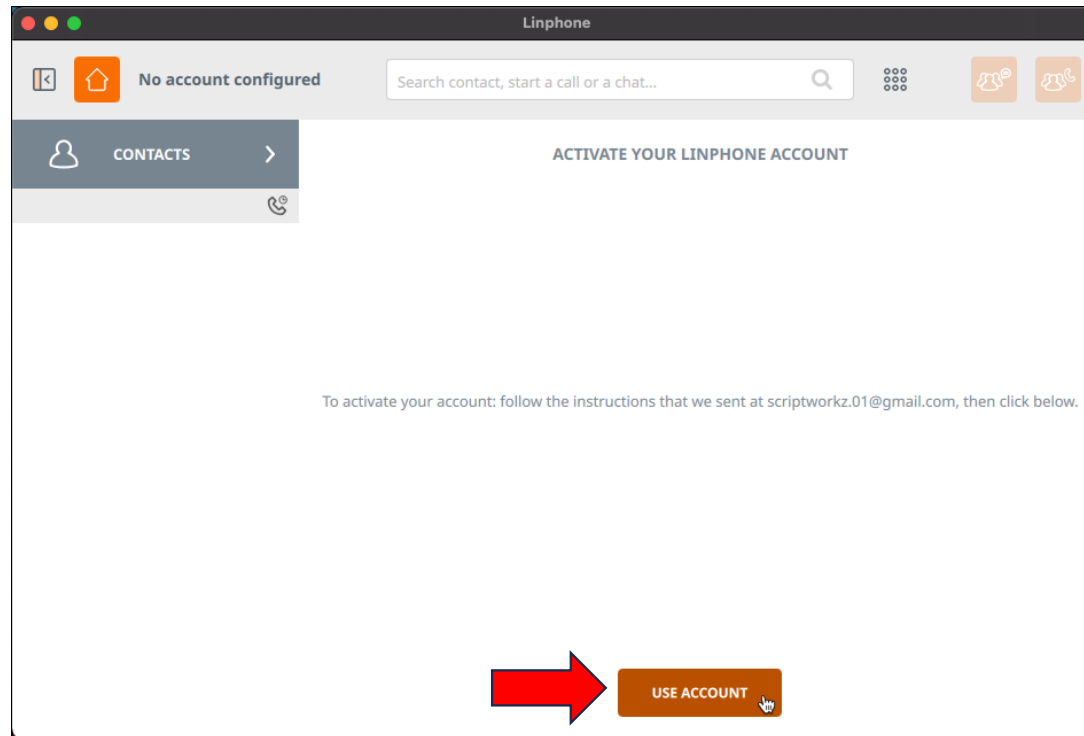 Linphone
No account configured
Search contact, start a call or a chat...
CONTACTS
ACTIVATE YOUR LINPHONE ACCOUNT
To activate your account: follow the instructions that we sent at scriptworkz.01@gmail.com, then click below.
USE ACCOUNT